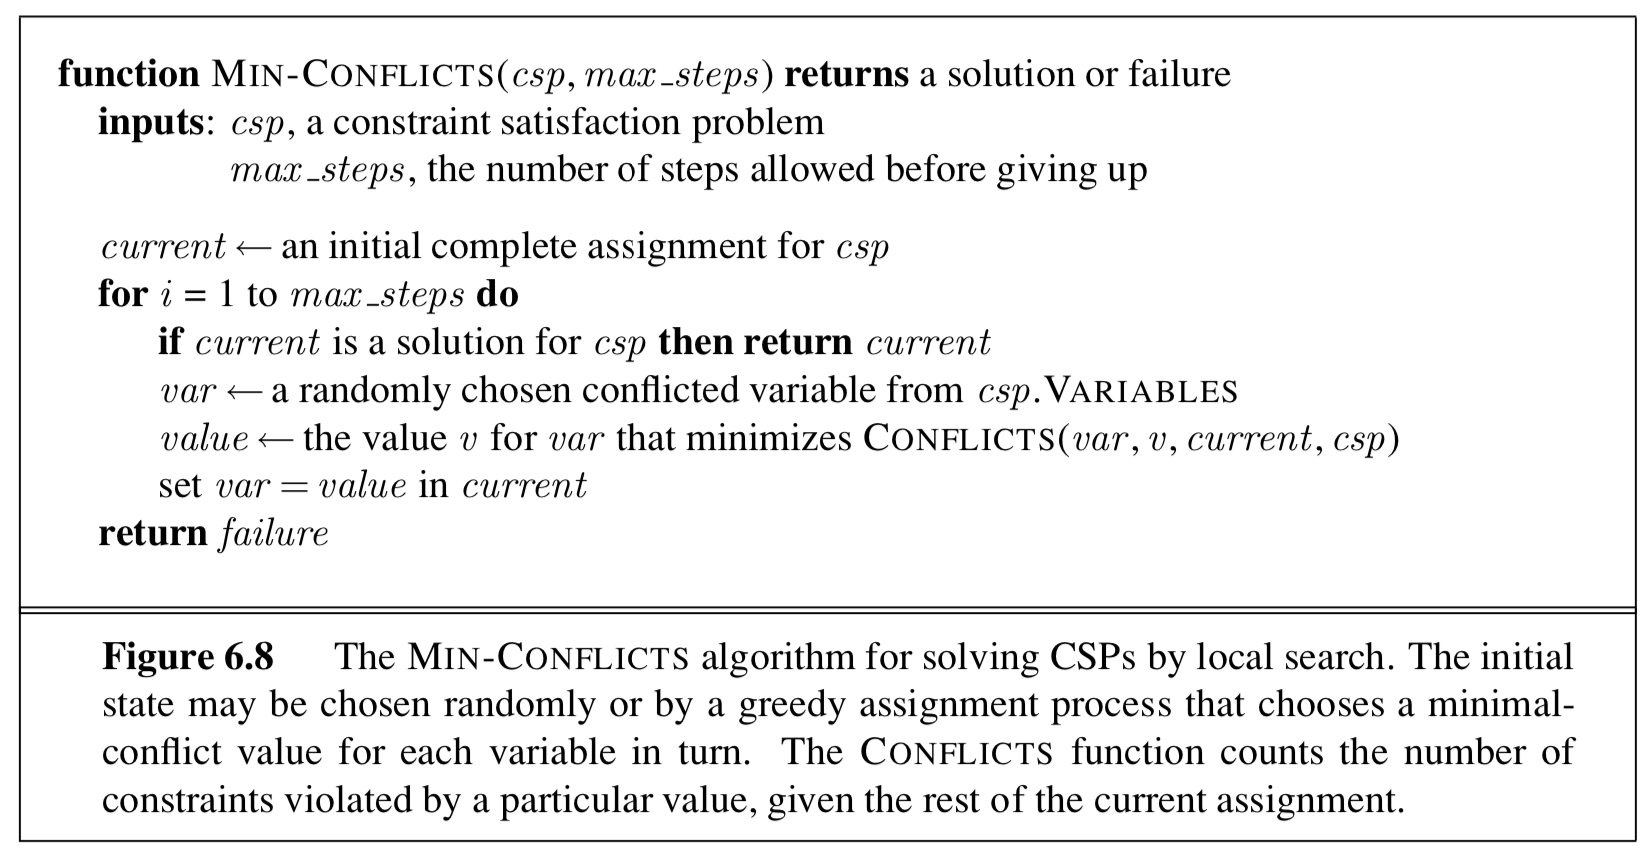 function MIN-CONFLICTS(csp, max_steps) returns a solution or failure
inputs: csp, a constraint satisfaction problem
max_steps, the number of steps allowed before giving up
current ← an initial complete assignment for csp
for i = 1 to max_steps do
if current is a solution for csp then return current
var ← a randomly chosen conflicted variable from csp.VARIABLES
value ← the value v for var that minimizes CONFLICTS(var, v, current, csp)
set var = value in current
return failure
Figure 6.8 The MIN-CONFLICTS algorithm for solving CSPs by local search. The initial
state may be chosen randomly or by a greedy assignment process that chooses a minimal-
conflict value for each variable in turn. The CONFLICTS function counts the number of
constraints violated by a particular value, given the rest of the current assignment.